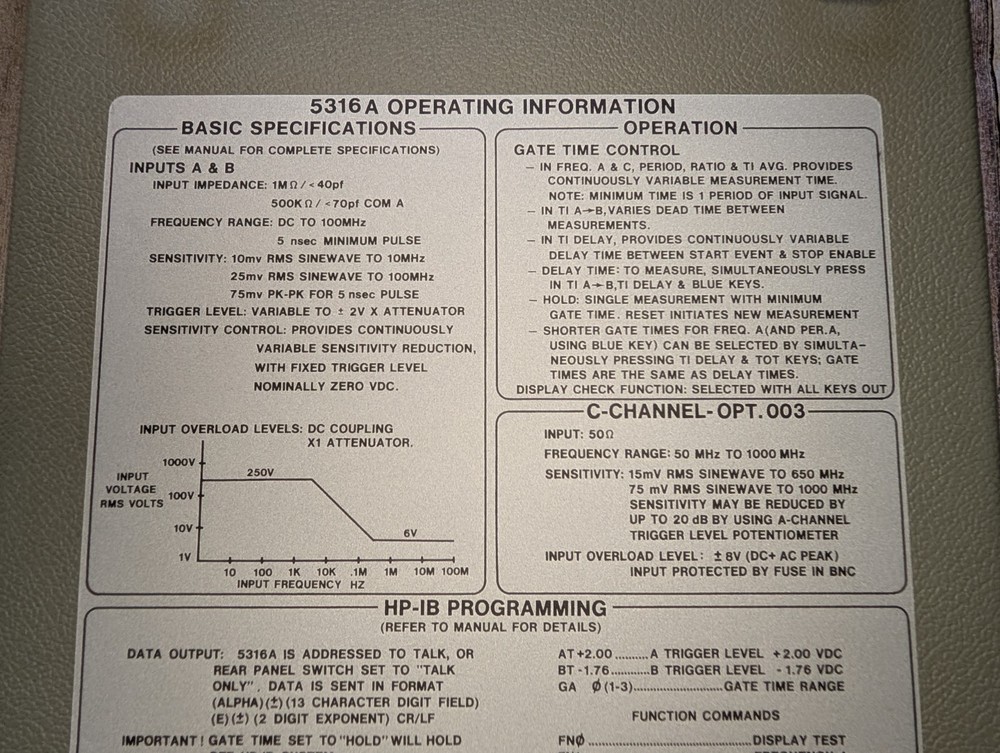 5316A OPERATING INFORMATION
BASIC SPECIFICATIONS
(SEE MANUAL FOR COMPLETE SPECIFICATIONS)
INPUTS A & B
INPUT IMPEDANCE: 1MΩ/<40pf
500KΩ/<70pf COM A
FREQUENCY RANGE: DC TO 100MHz
5 nsec MINIMUM PULSE
SENSITIVITY: 10mv RMS SINEWAVE TO 10MHz
25mv RMS SINEWAVE TO 100MHz
75mv PK-PK FOR 5 nsec PULSE
TRIGGER LEVEL: VARIABLE TO ± 2V X ATTENUATOR
SENSITIVITY CONTROL: PROVIDES CONTINUOUSLY
VARIABLE SENSITIVITY REDUCTION,
WITH FIXED TRIGGER LEVEL
NOMINALLY ZERO VDC.
INPUT OVERLOAD LEVELS: DC COUPLING
X1 ATTENUATOR.
INPUT
VOLTAGE
RMS VOLTS
1000V
100V
10V
1V
250V
6V
10 100 1K 10K .1M 1M 10M 100M
INPUT FREQUENCY HZ
OPERATION
GATE TIME CONTROL
– IN FREQ. A & C, PERIOD, RATIO & TI AVG. PROVIDES
CONTINUOUSLY VARIABLE MEASUREMENT TIME.
NOTE: MINIMUM TIME IS 1 PERIOD OF INPUT SIGNAL.
– IN TI A→B,VARIES DEAD TIME BETWEEN
MEASUREMENTS.
– IN TI DELAY, PROVIDES CONTINUOUSLY VARIABLE
DELAY TIME BETWEEN START EVENT & STOP ENABLE
– DELAY TIME: TO MEASURE, SIMULTANEOUSLY PRESS
IN TI A→B,TI DELAY & BLUE KEYS.
– HOLD: SINGLE MEASUREMENT WITH MINIMUM
GATE TIME. RESET INITIATES NEW MEASUREMENT
– SHORTER GATE TIMES FOR FREQ. A(AND PER.A,
USING BLUE KEY) CAN BE SELECTED BY SIMULTA-
NEOUSLY PRESSING TI DELAY & TOT KEYS; GATE
TIMES ARE THE SAME AS DELAY TIMES.
DISPLAY CHECK FUNCTION: SELECTED WITH ALL KEYS OUT
C-CHANNEL-OPT.003
INPUT: 50Ω
FREQUENCY RANGE: 50 MHz TO 1000 MHz
SENSITIVITY: 15mV RMS SINEWAVE TO 650 MHz
75 mV RMS SINEWAVE TO 1000 MHz
SENSITIVITY MAY BE REDUCED BY
UP TO 20 dB BY USING A-CHANNEL
TRIGGER LEVEL POTENTIOMETER
INPUT OVERLOAD LEVEL: ± 8V (DC+ AC PEAK)
INPUT PROTECTED BY FUSE IN BNC
HP-IB PROGRAMMING
(REFER TO MANUAL FOR DETAILS)
DATA OUTPUT: 5316A IS ADDRESSED TO TALK, OR
REAR PANEL SWITCH SET TO "TALK
ONLY". DATA IS SENT IN FORMAT
(ALPHA)(±)(13 CHARACTER DIGIT FIELD)
(E)(±)(2 DIGIT EXPONENT) CR/LF
IMPORTANT! GATE TIME SET TO "HOLD" WILL HOLD
AT+2.00..........A TRIGGER LEVEL +2.00 VDC
BT-1.76...........B TRIGGER LEVEL -1.76 VDC
GA Ø(1-3)..........................GATE TIME RANGE
FUNCTION COMMANDS
FNØ................................DISPLAY TEST